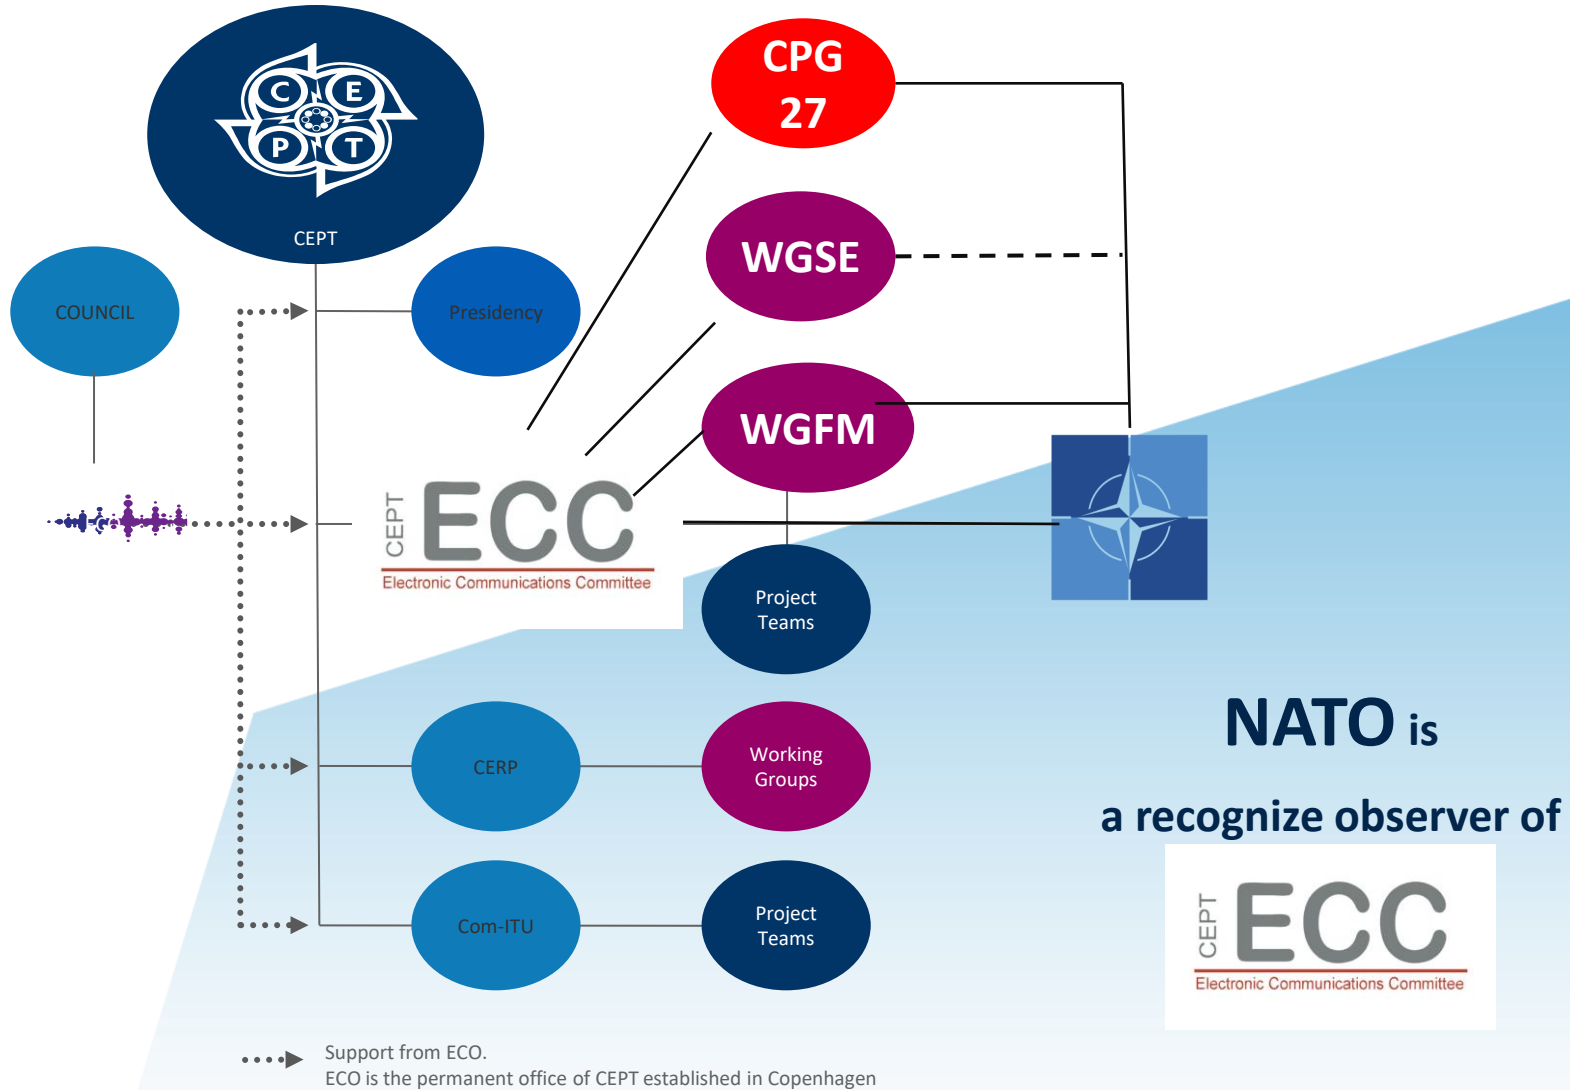 C E
P T
CEPT
CPG
27
WGSE
COUNCIL
Presidency
WGFM
CEPT ECC
Electronic Communications Committee
Project
Teams
CERP
Working
Groups
Com-ITU
Project
Teams
NATO is
a recognize observer of
CEPT ECC
Electronic Communications Committee
Support from ECO.
ECO is the permanent office of CEPT established in Copenhagen